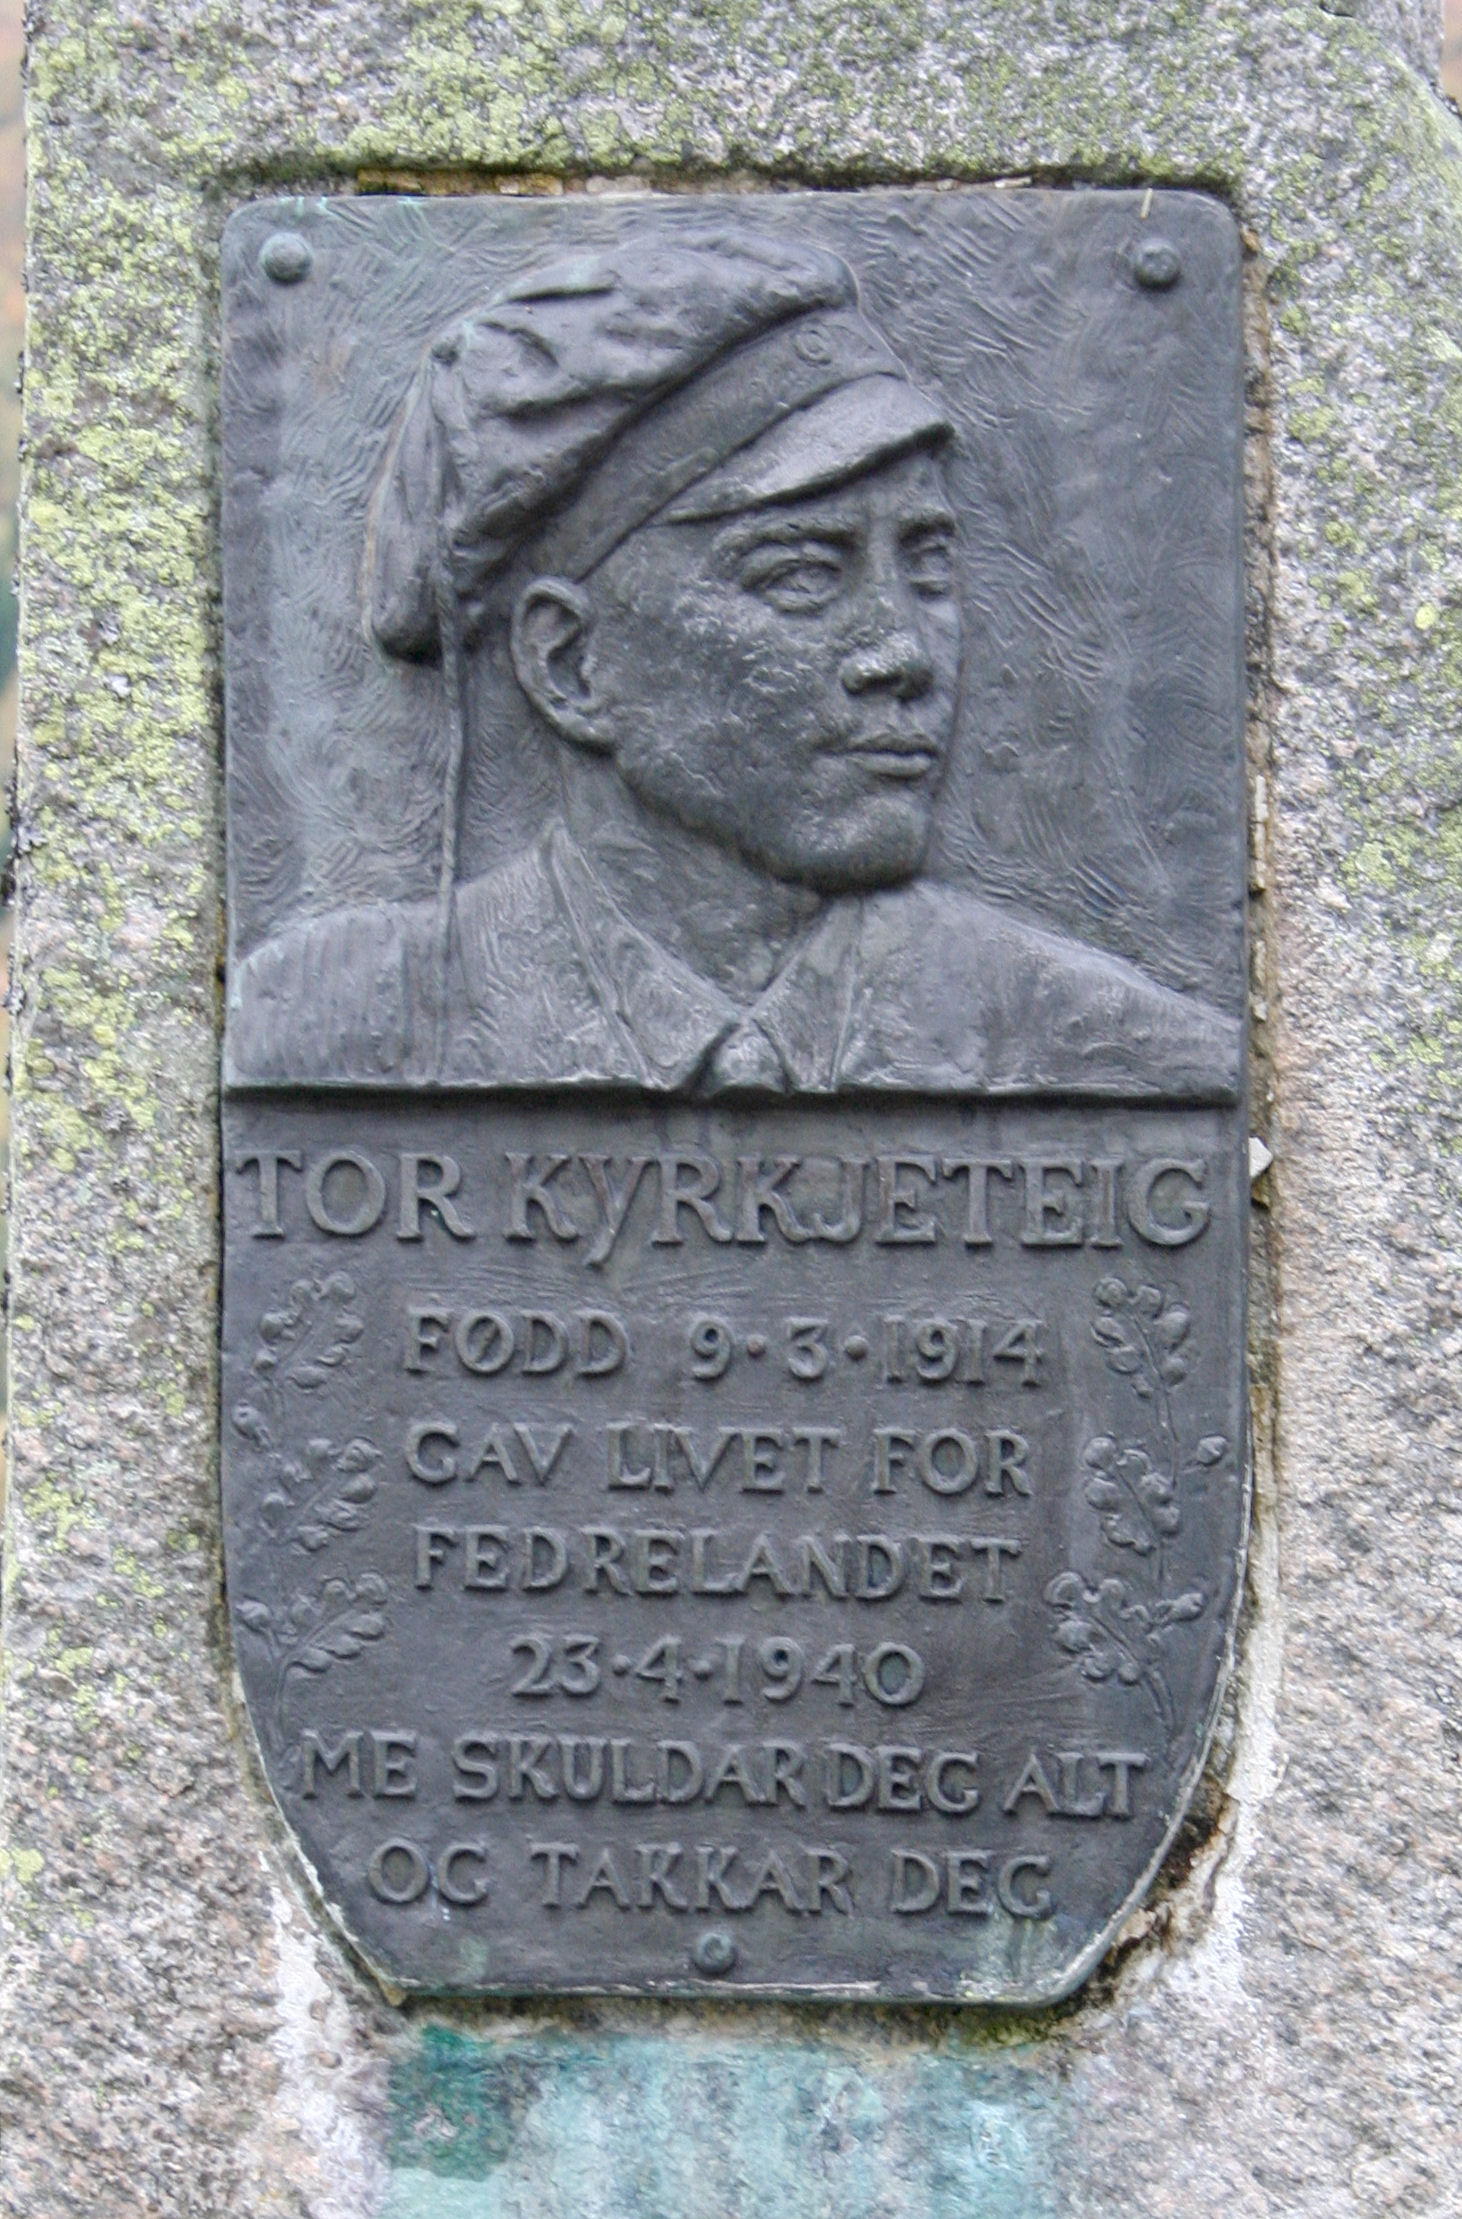 TOR KYRKJETEIG
FØDD 9·3·1914
GAV LIVET FOR
FEDRELANDET
23·4·1940
ME SKULDAR DEG ALT
OG TAKKAR DEG